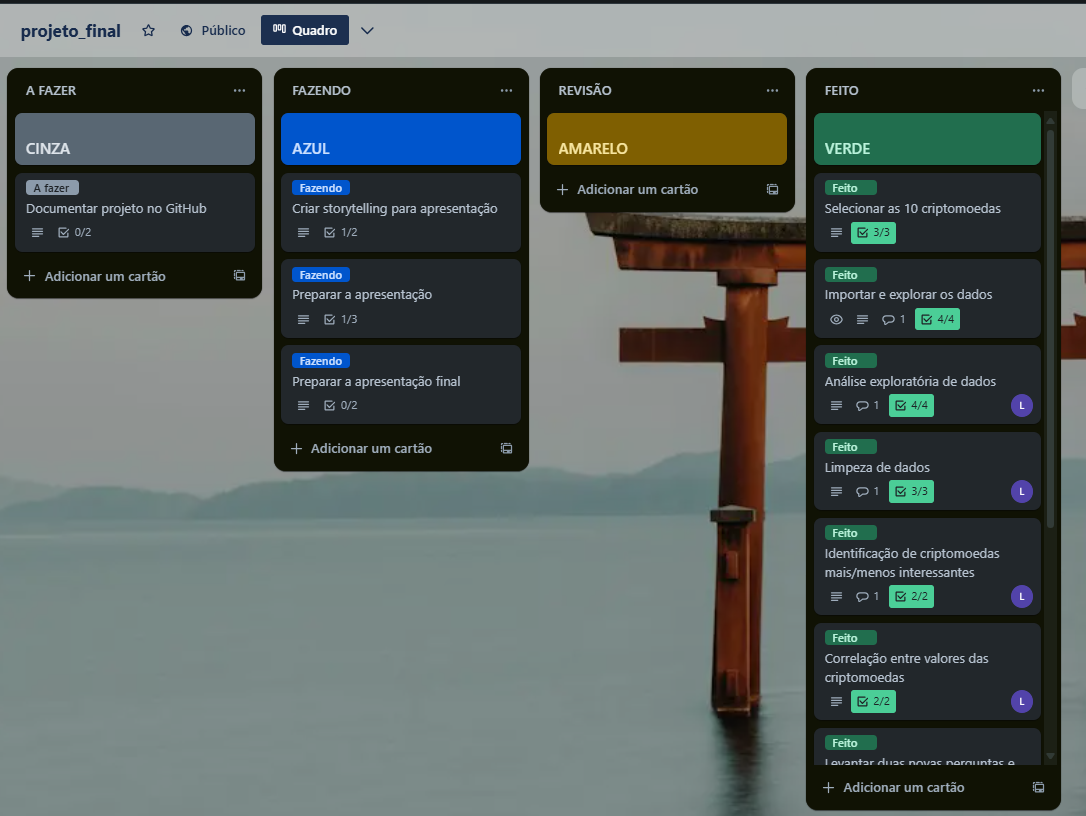 projeto_final
Público
Quadro
A FAZER
CINZA
A fazer
Documentar projeto no GitHub
0/2
Adicionar um cartão
FAZENDO
AZUL
Fazendo
Criar storytelling para apresentação
1/2
Fazendo
Preparar a apresentação
1/3
Fazendo
Preparar a apresentação final
0/2
Adicionar um cartão
REVISÃO
AMARELO
Adicionar um cartão
FEITO
VERDE
Feito
Selecionar as 10 criptomoedas
3/3
Feito
Importar e explorar os dados
1 4/4
Feito
Análise exploratória de dados
1 4/4 L
Feito
Limpeza de dados
1 3/3 L
Feito
Identificação de criptomoedas
mais/menos interessantes
1 2/2 L
Feito
Correlação entre valores das
criptomoedas
2/2 L
Feito
Levantar duas novas perguntas e
Adicionar um cartão